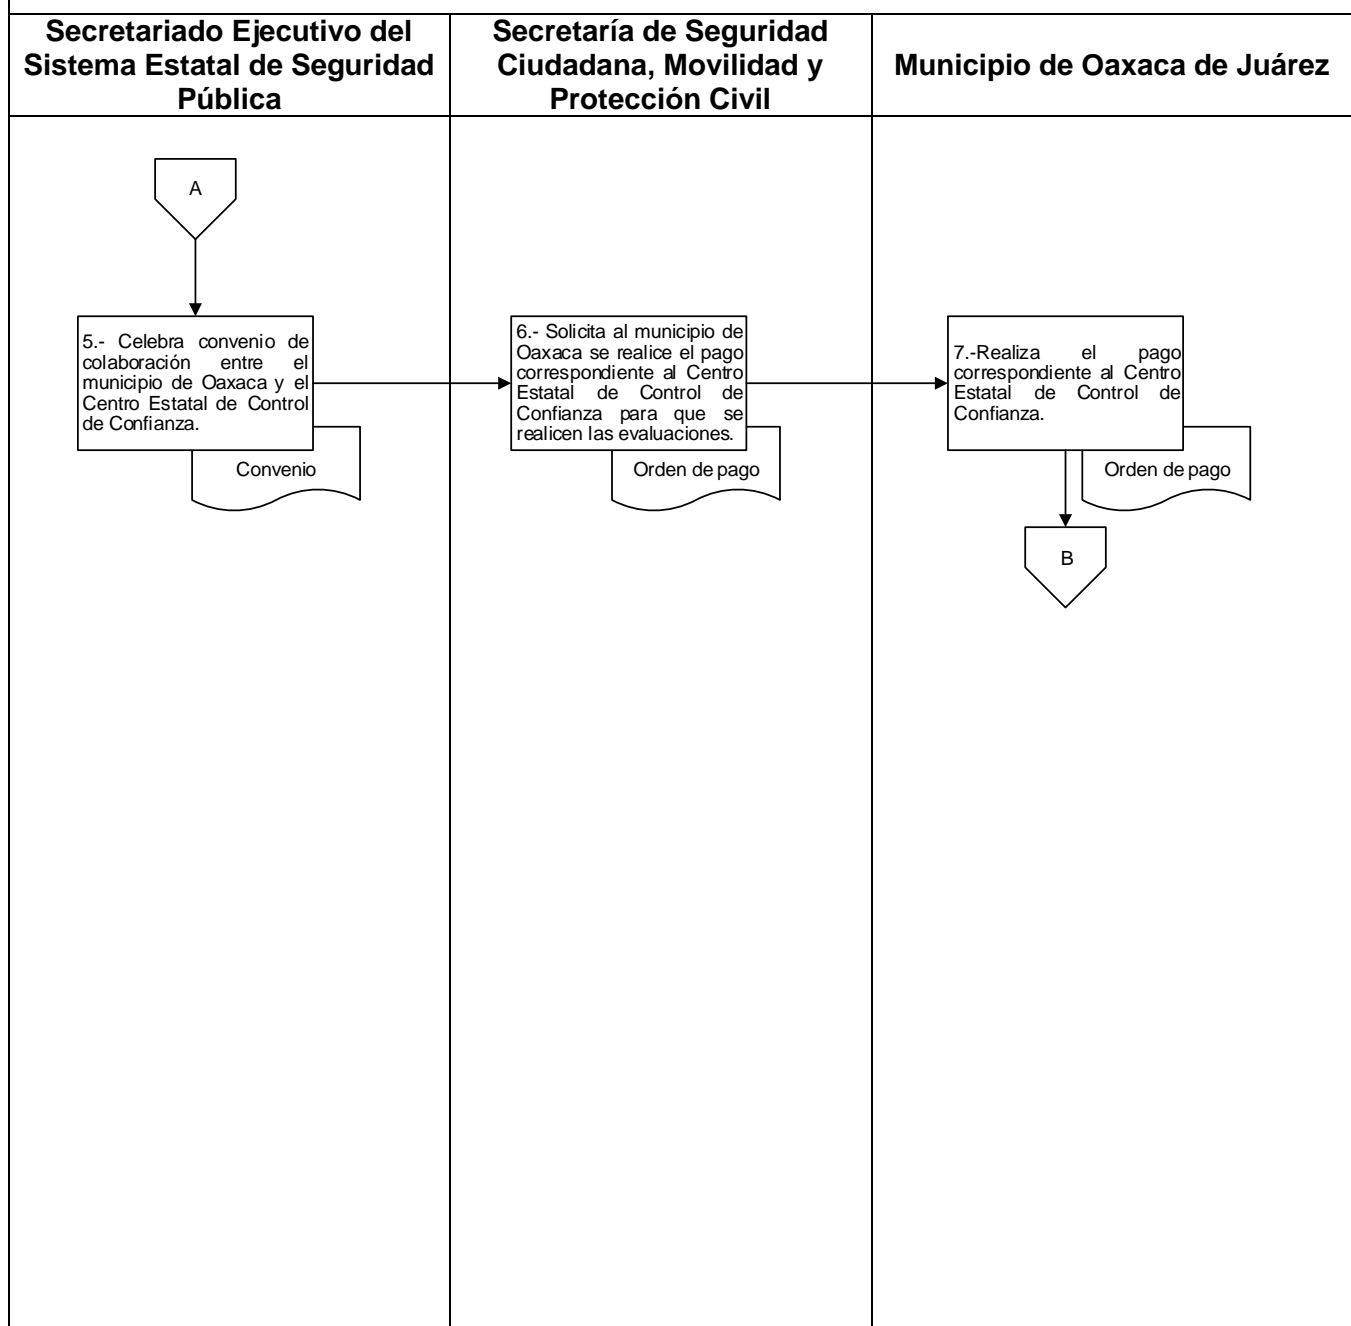 Secretariado Ejecutivo del
Sistema Estatal de Seguridad
Pública
Secretaría de Seguridad
Ciudadana, Movilidad y
Protección Civil
Municipio de Oaxaca de Juárez
A
5.- Celebra convenio de
colaboración entre el
municipio de Oaxaca y el
Centro Estatal de Control
de Confianza.
Convenio
6.- Solicita al municipio de
Oaxaca se realice el pago
correspondiente al Centro
Estatal de Control de
Confianza para que se
realicen las evaluaciones.
Orden de pago
7.-Realiza el pago
correspondiente al Centro
Estatal de Control de
Confianza.
Orden de pago
B